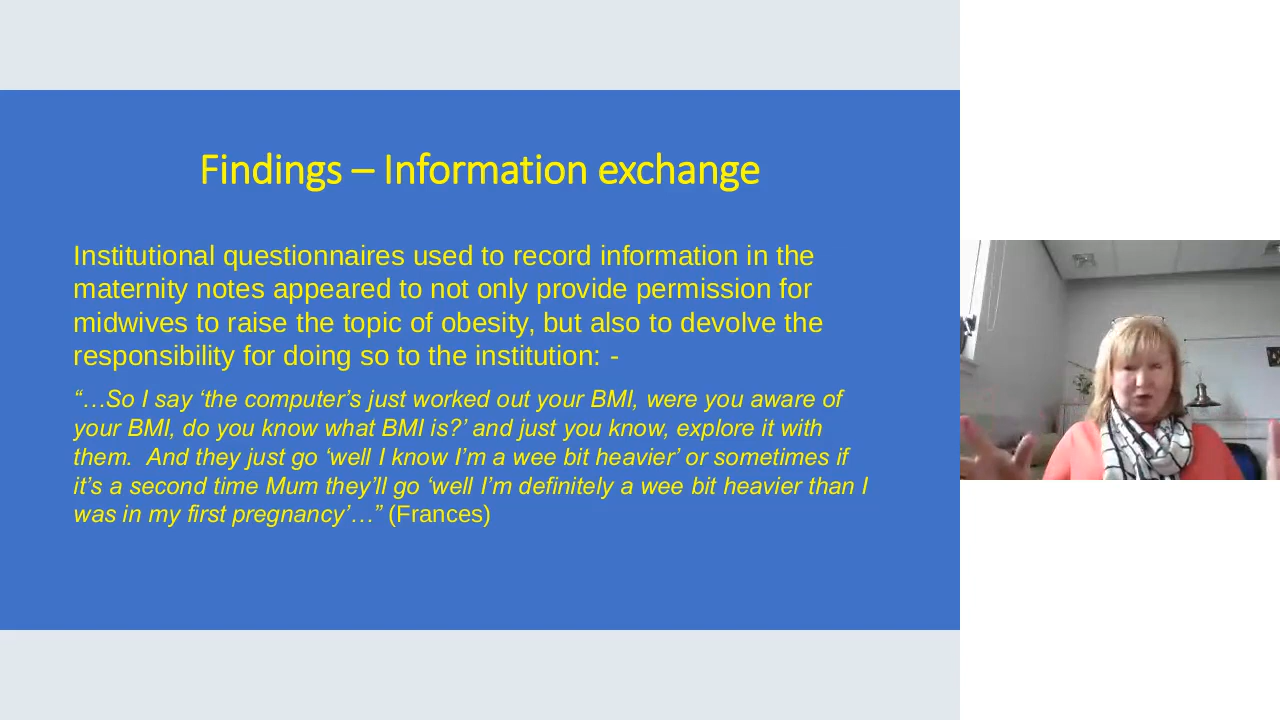 Findings – Information exchange
Institutional questionnaires used to record information in the
maternity notes appeared to not only provide permission for
midwives to raise the topic of obesity, but also to devolve the
responsibility for doing so to the institution: -
“…So I say ‘the computer’s just worked out your BMI, were you aware of
your BMI, do you know what BMI is?’ and just you know, explore it with
them.  And they just go ‘well I know I’m a wee bit heavier’ or sometimes if
it’s a second time Mum they’ll go ‘well I’m definitely a wee bit heavier than I
was in my first pregnancy’…” (Frances)